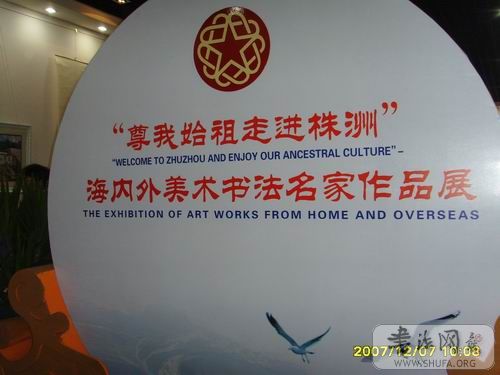 “尊我始祖走进株洲”
"WELCOME TO ZHUZHOU AND ENJOY OUR ANCESTRAL CULTURE"–
海内外美术书法名家作品展
THE EXHIBITION OF ART WORKS FROM HOME AND OVERSEAS
2007/12/07 10:08
书法网
WWW.SHUFA.ORG